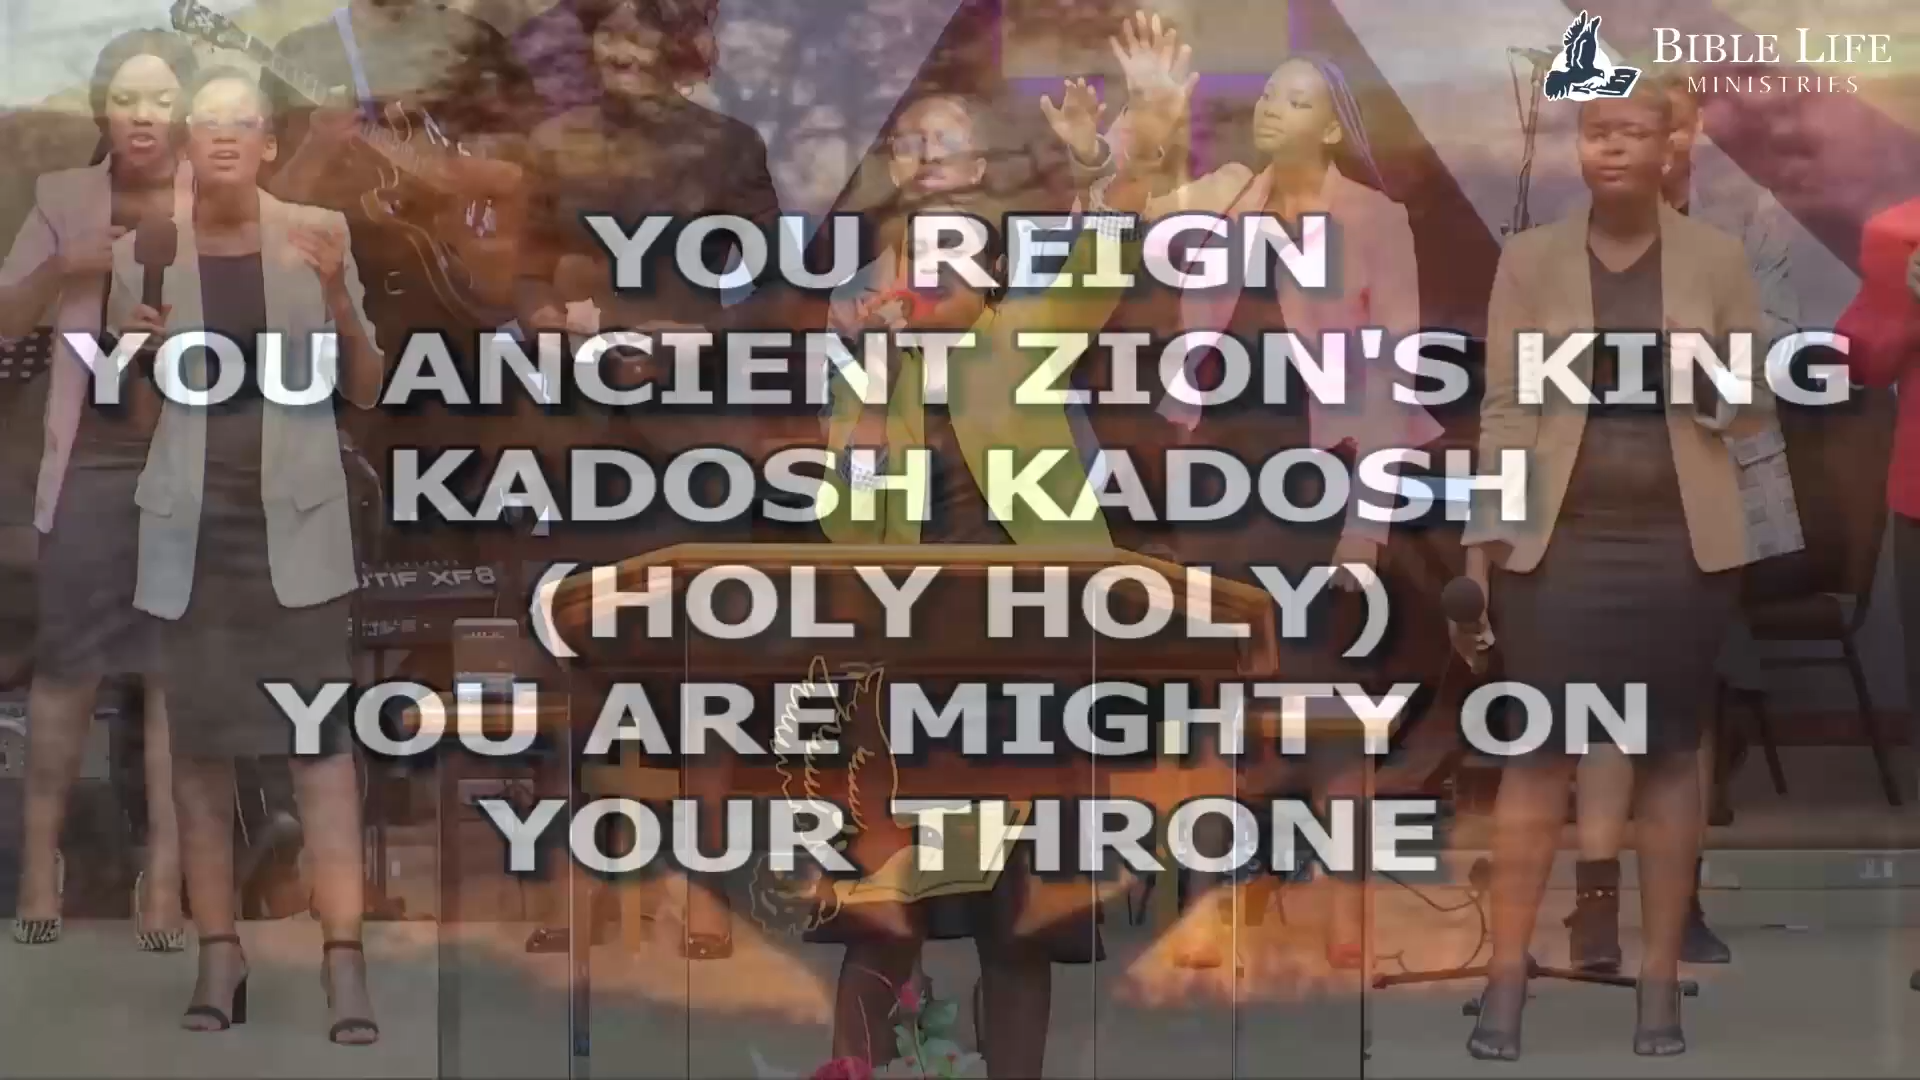 BIBLE LIFE
MINISTRIES
YOU REIGN
YOU ANCIENT ZION'S KING
KADOSH KADOSH
(HOLY HOLY)
YOU ARE MIGHTY ON
YOUR THRONE
XF8